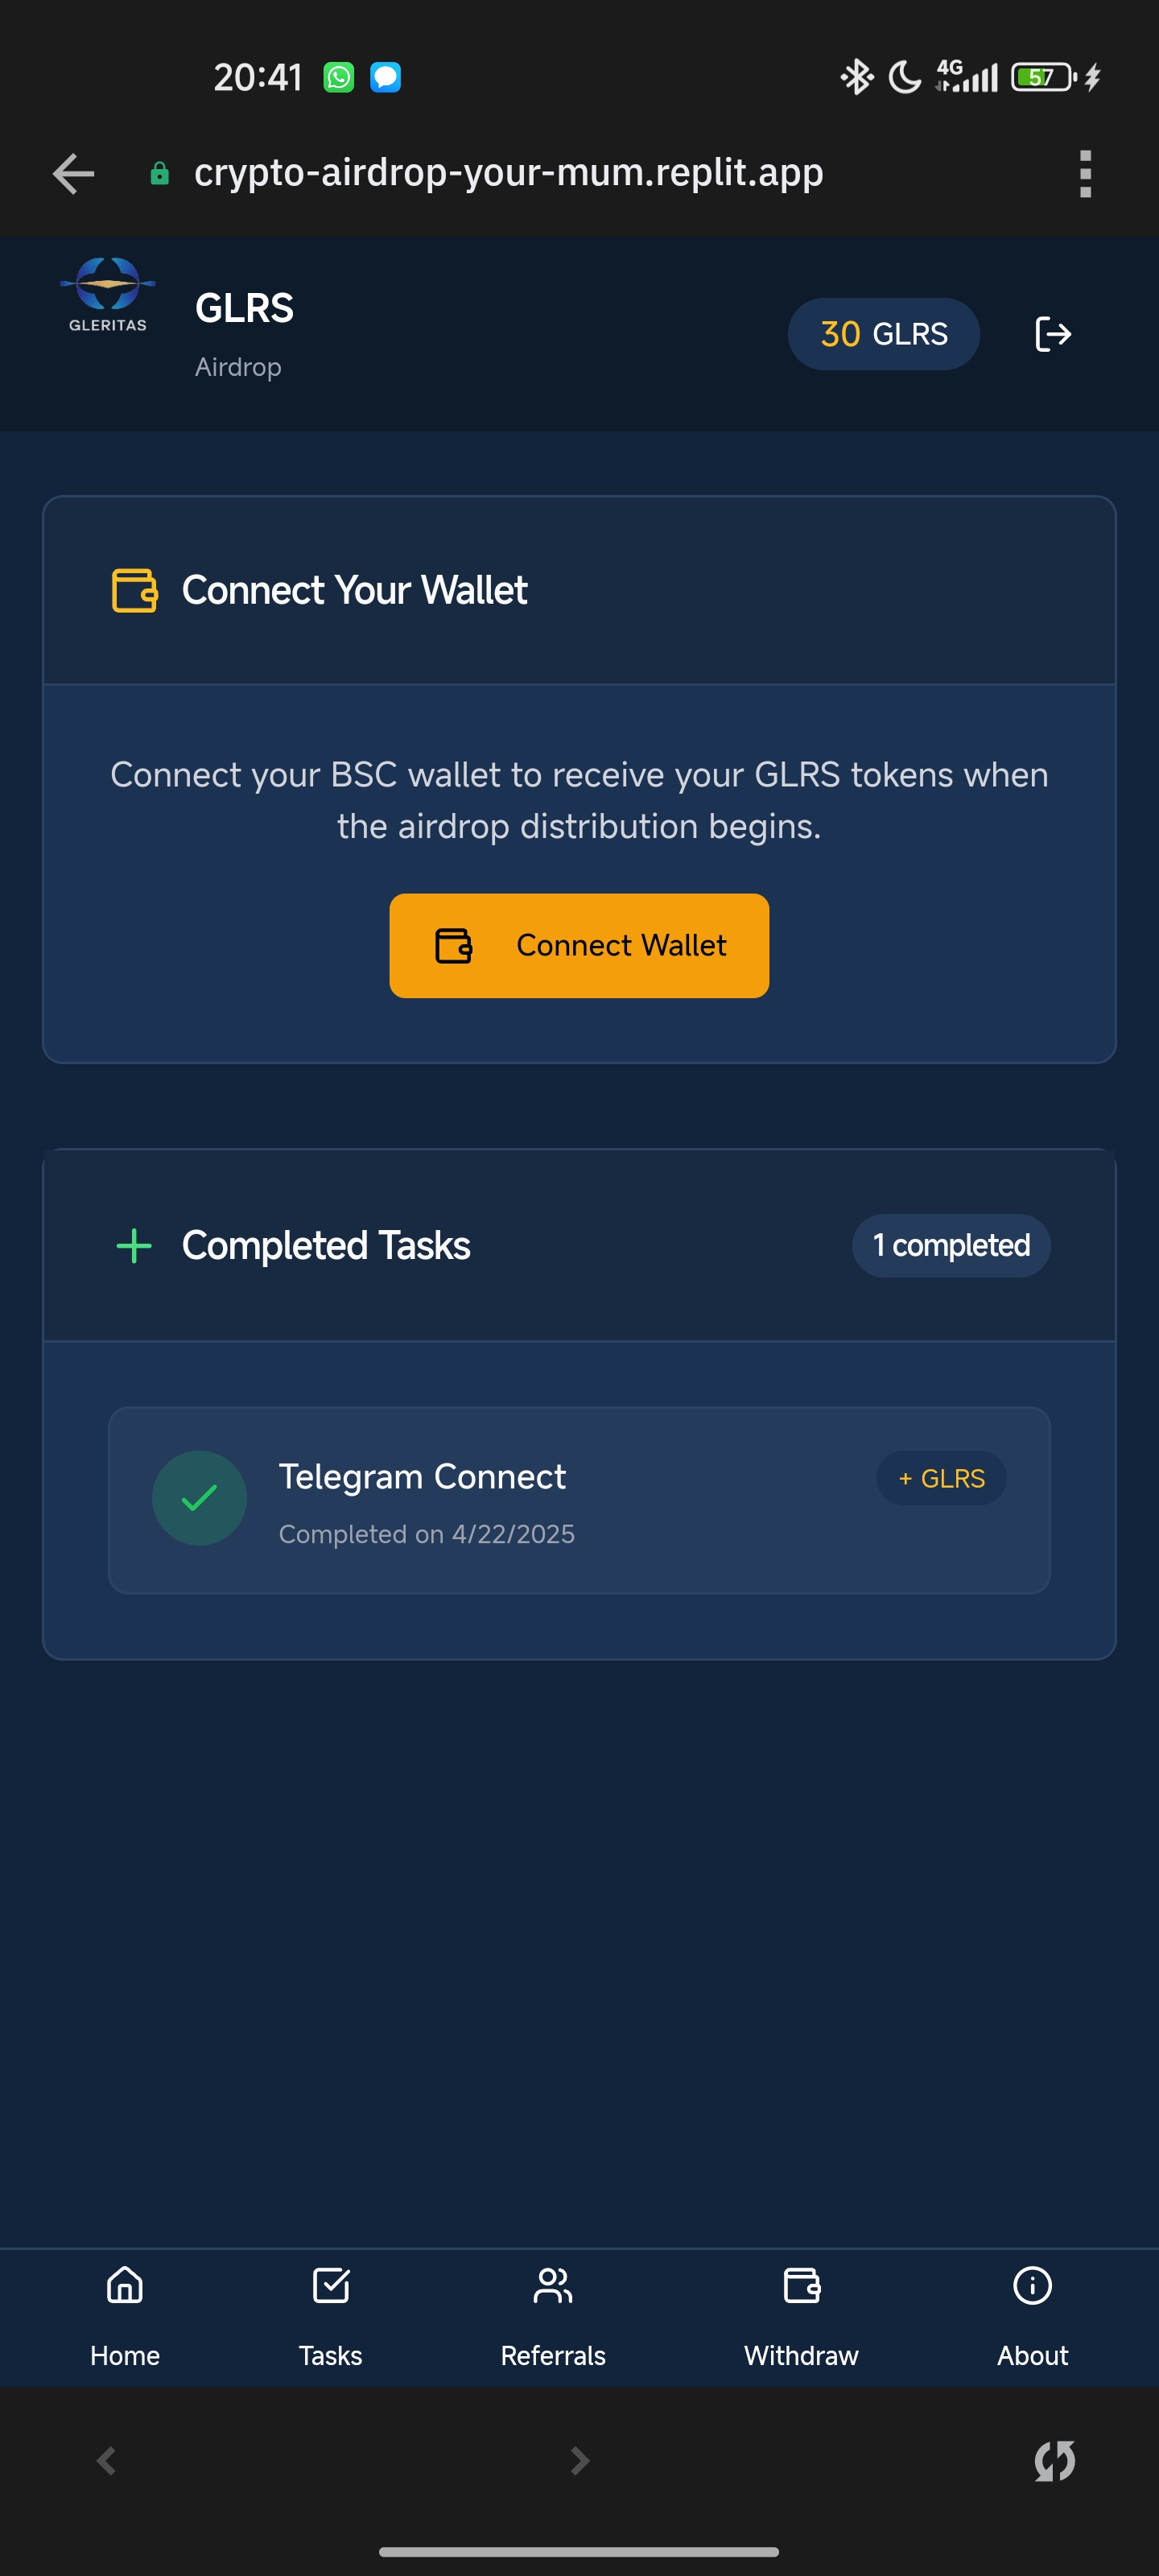 20:41
4G
57
crypto-airdrop-your-mum.replit.app
GLERITAS
GLRS
Airdrop
30 GLRS
Connect Your Wallet
Connect your BSC wallet to receive your GLRS tokens when
the airdrop distribution begins.
Connect Wallet
Completed Tasks
1 completed
Telegram Connect
+ GLRS
Completed on 4/22/2025
Home
Tasks
Referrals
Withdraw
About